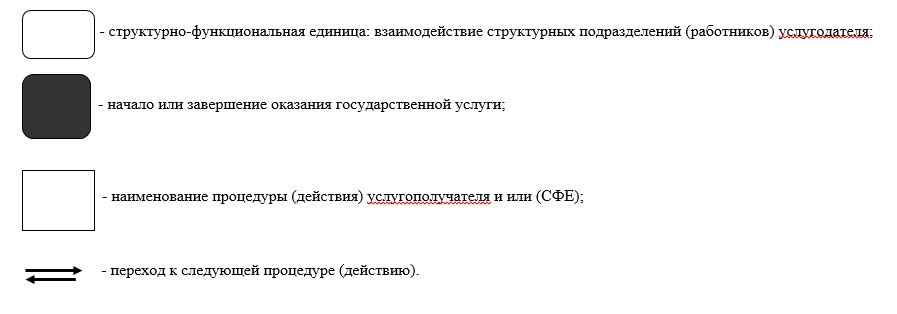 - структурно-функциональная единица: взаимодействие структурных подразделений (работников) услугодателя;
- начало или завершение оказания государственной услуги;
- наименование процедуры (действия) услугополучателя и или (СФЕ);
- переход к следующей процедуре (действию).